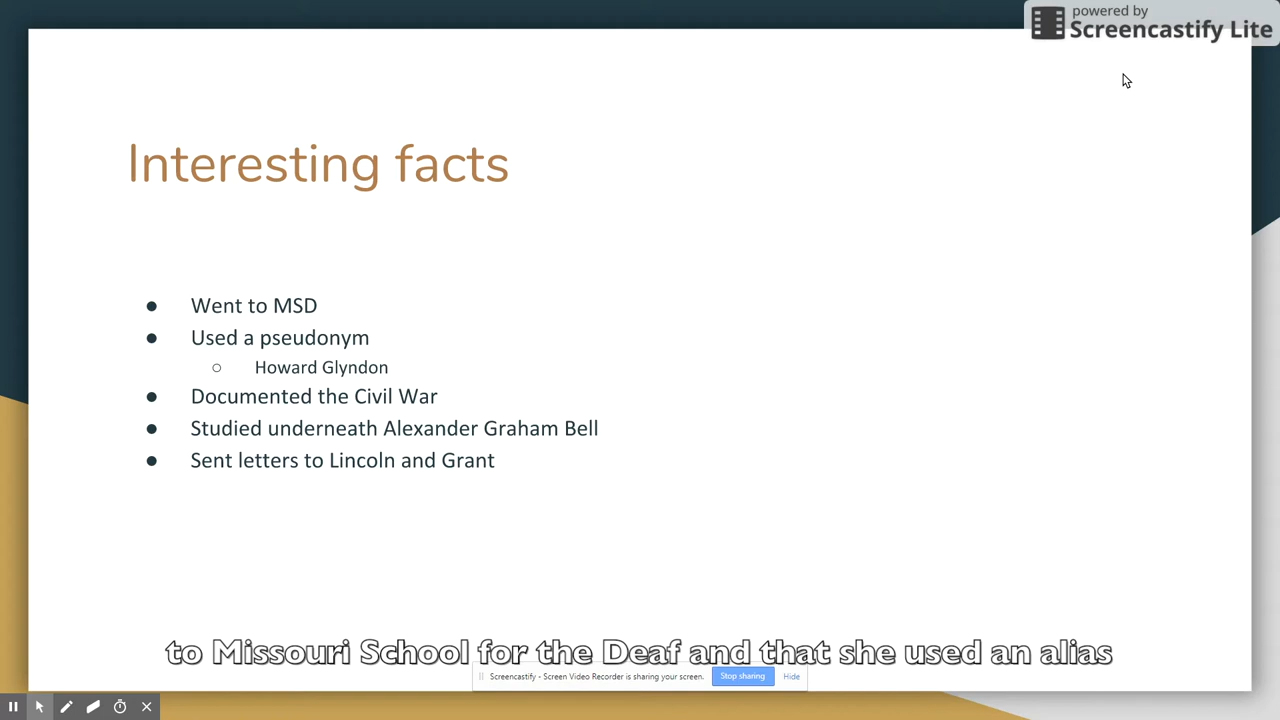 powered by
Screencastify Lite
Interesting facts
● Went to MSD
● Used a pseudonym
○ Howard Glyndon
● Documented the Civil War
● Studied underneath Alexander Graham Bell
● Sent letters to Lincoln and Grant
to Missouri School for the Deaf and that she used an alias
Screencastify - Screen Video Recorder is sharing your screen. Stop sharing Hide